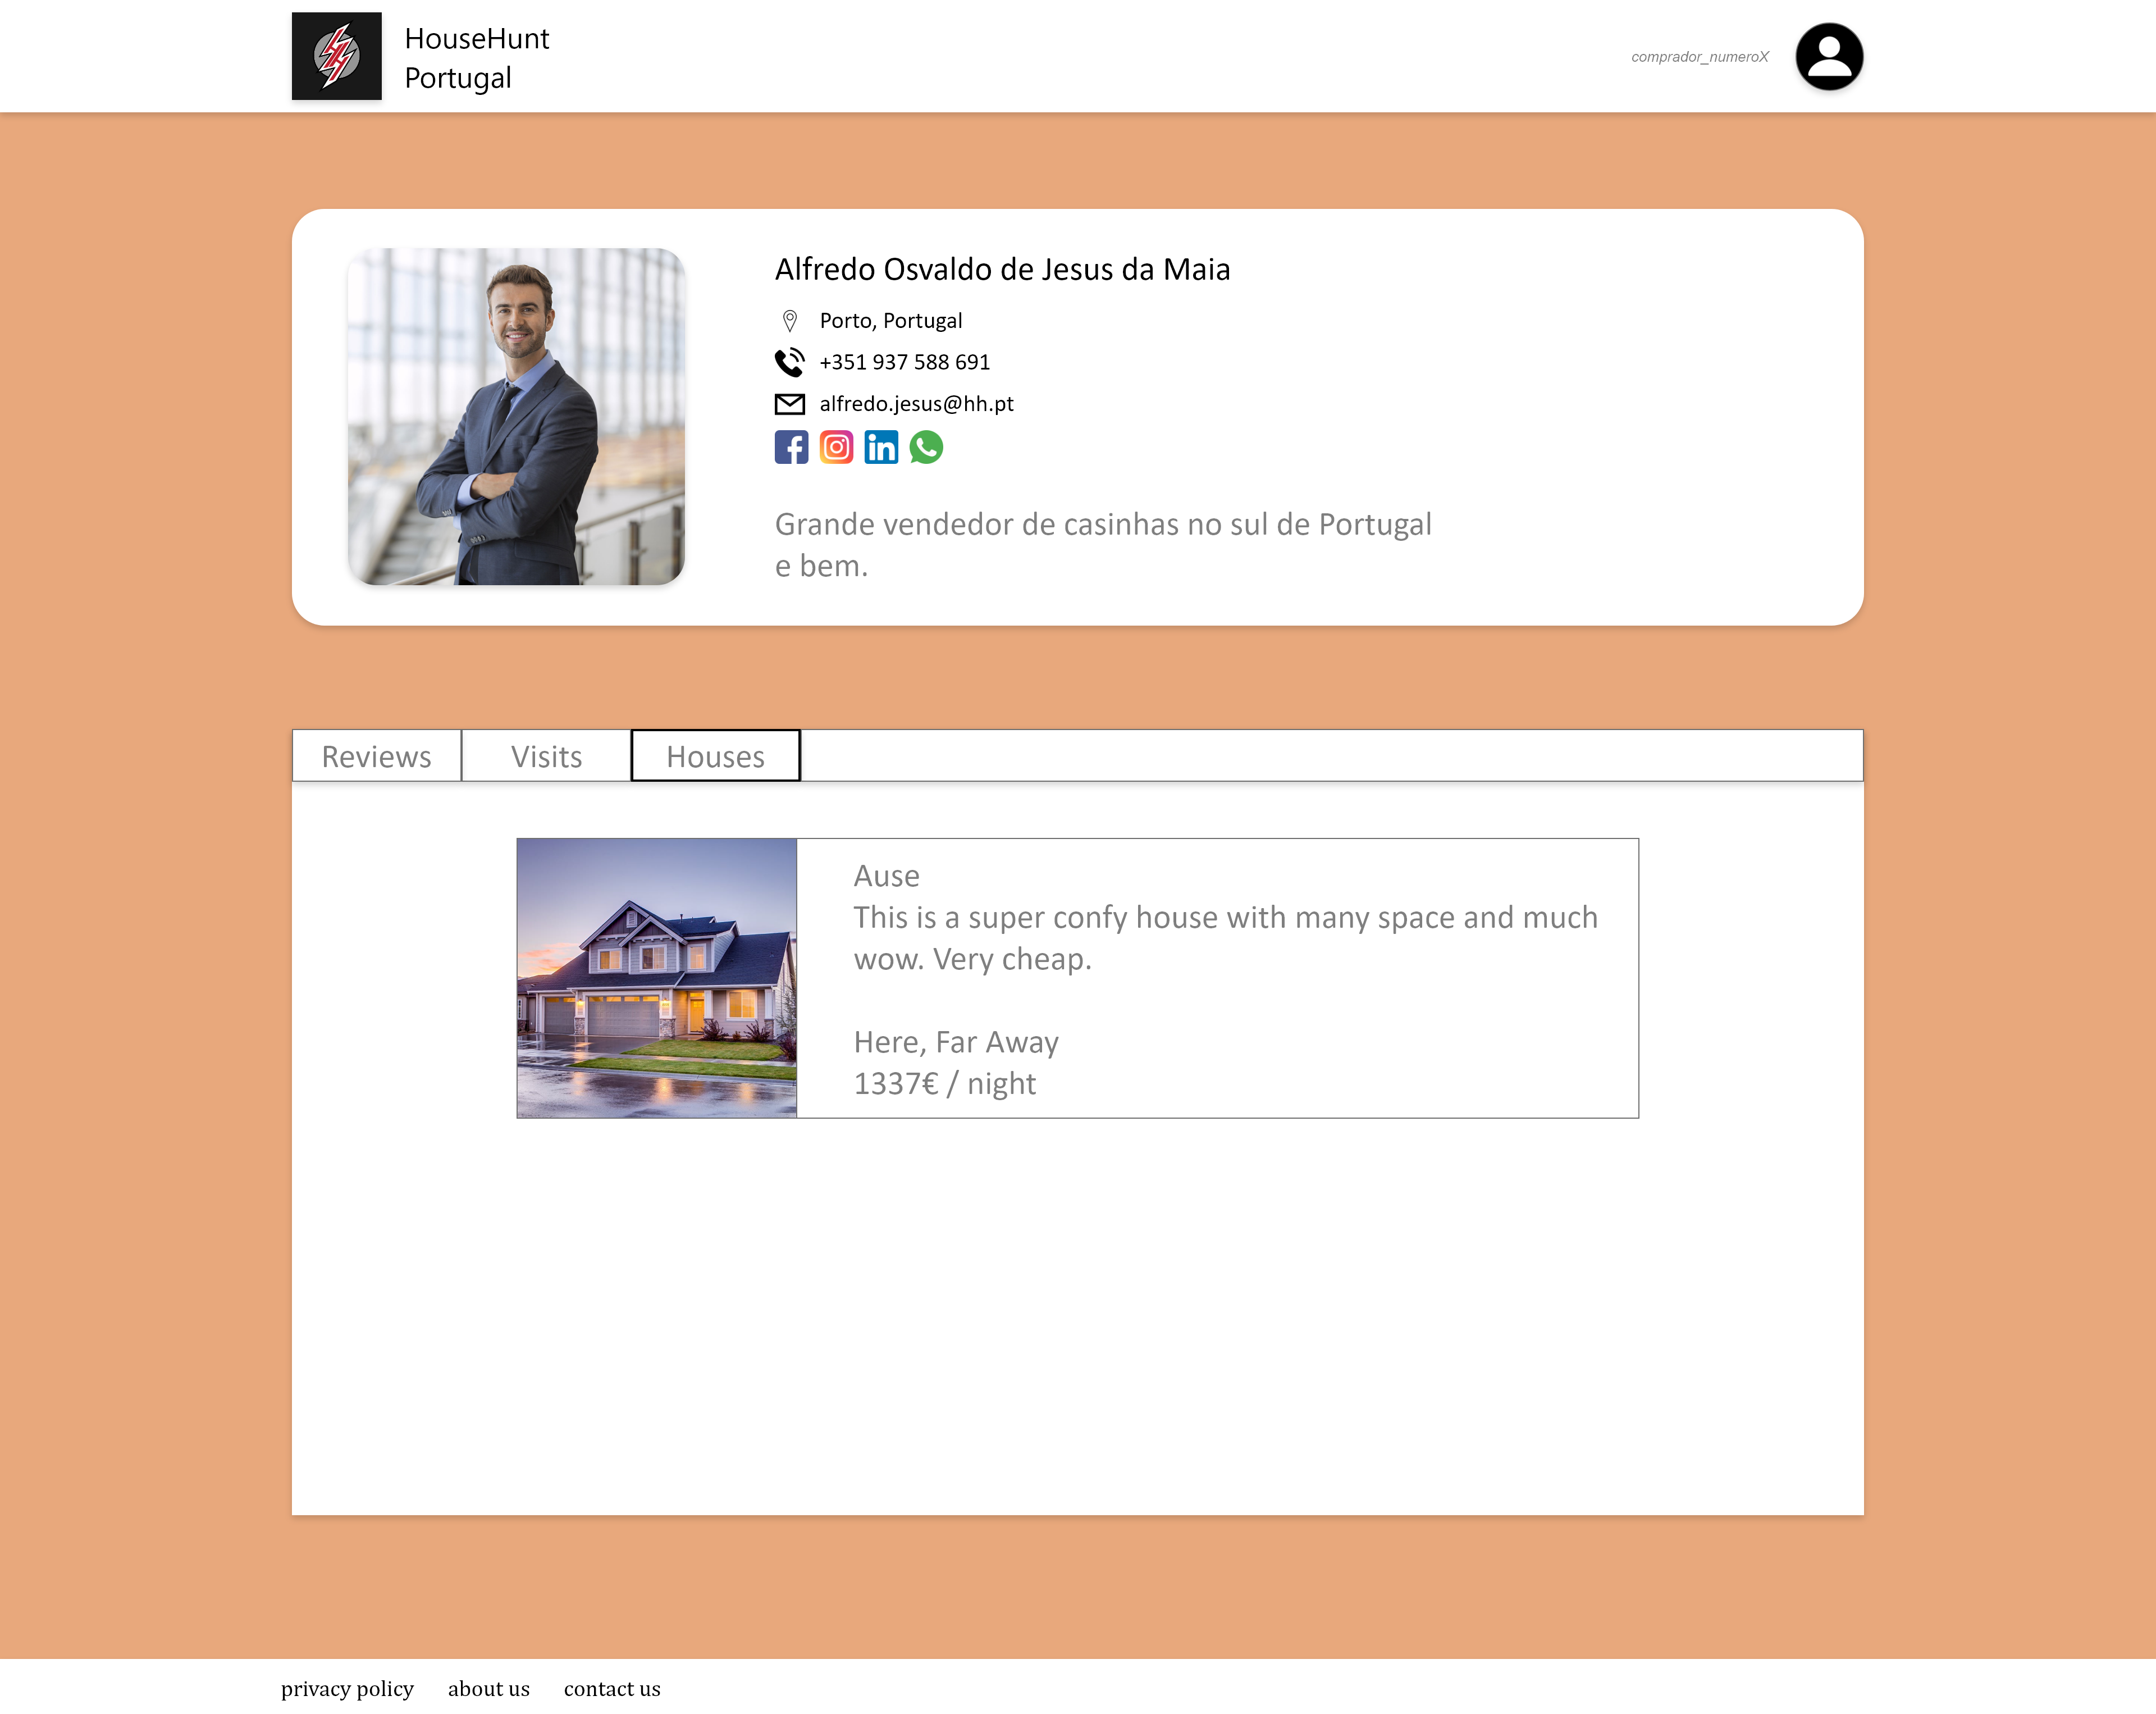 HouseHunt
Portugal
comprador_numeroX
Alfredo Osvaldo de Jesus da Maia
Porto, Portugal
+351 937 588 691
alfredo.jesus@hh.pt
Grande vendedor de casinhas no sul de Portugal
e bem.
Reviews
Visits
Houses
Ause
This is a super confy house with many space and much
wow. Very cheap.
Here, Far Away
1337€ / night
privacy policy
about us
contact us